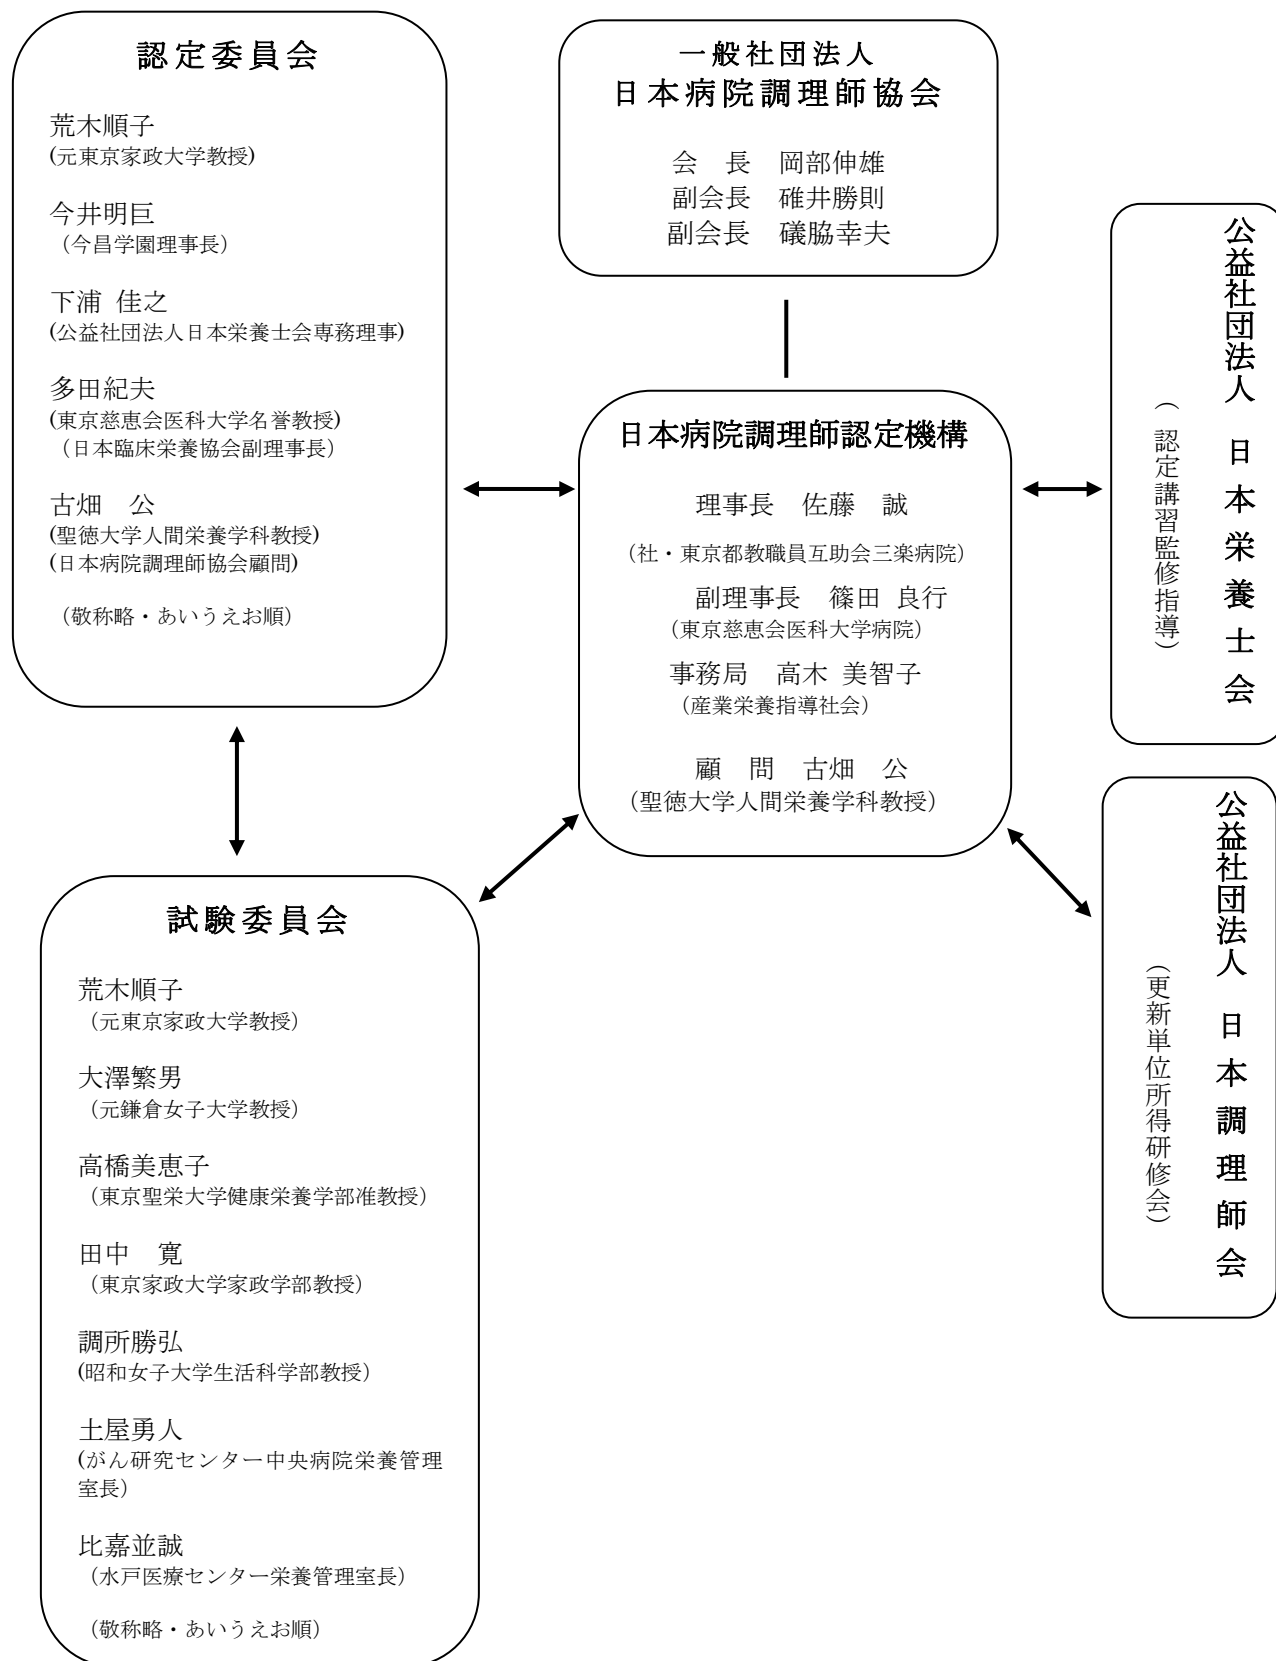 認定委員会
荒木順子
(元東京家政大学教授)
今井明巨
（今昌学園理事長）
下浦 佳之
(公益社団法人日本栄養士会専務理事)
多田紀夫
(東京慈恵会医科大学名誉教授)
（日本臨床栄養協会副理事長）
古畑　公
(聖徳大学人間栄養学科教授)
(日本病院調理師協会顧問)
（敬称略・あいうえお順）
一般社団法人
日本病院調理師協会
会　長　岡部伸雄
副会長　碓井勝則
副会長　礒脇幸夫
日本病院調理師認定機構
理事長　佐藤　誠
（社・東京都教職員互助会三楽病院）
副理事長　篠田 良行
（東京慈恵会医科大学病院）
事務局　高木 美智子
（産業栄養指導社会）
顧　問　古畑　公
（聖徳大学人間栄養学科教授）
公益社団法人　日本栄養士会
（ 認定講習監修指導）
公益社団法人　日本調理師会
（更新単位所得研修会）
試験委員会
荒木順子
（元東京家政大学教授）
大澤繁男
（元鎌倉女子大学教授）
高橋美恵子
（東京聖栄大学健康栄養学部准教授）
田中　寛
（東京家政大学家政学部教授）
調所勝弘
(昭和女子大学生活科学部教授）
土屋勇人
(がん研究センター中央病院栄養管理
室長）
比嘉並誠
（水戸医療センター栄養管理室長）
（敬称略・あいうえお順）